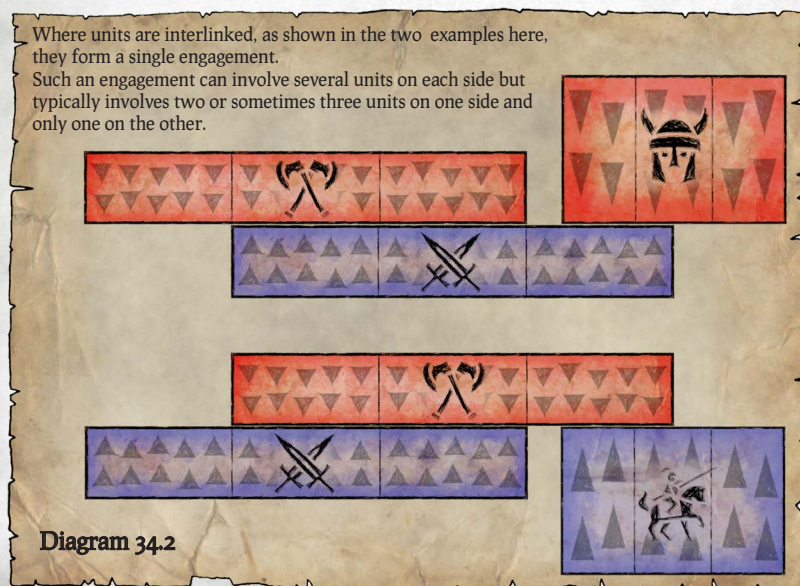 Where units are interlinked, as shown in the two examples here,
they form a single engagement.
Such an engagement can involve several units on each side but
typically involves two or sometimes three units on one side and
only one on the other.
Diagram 34.2